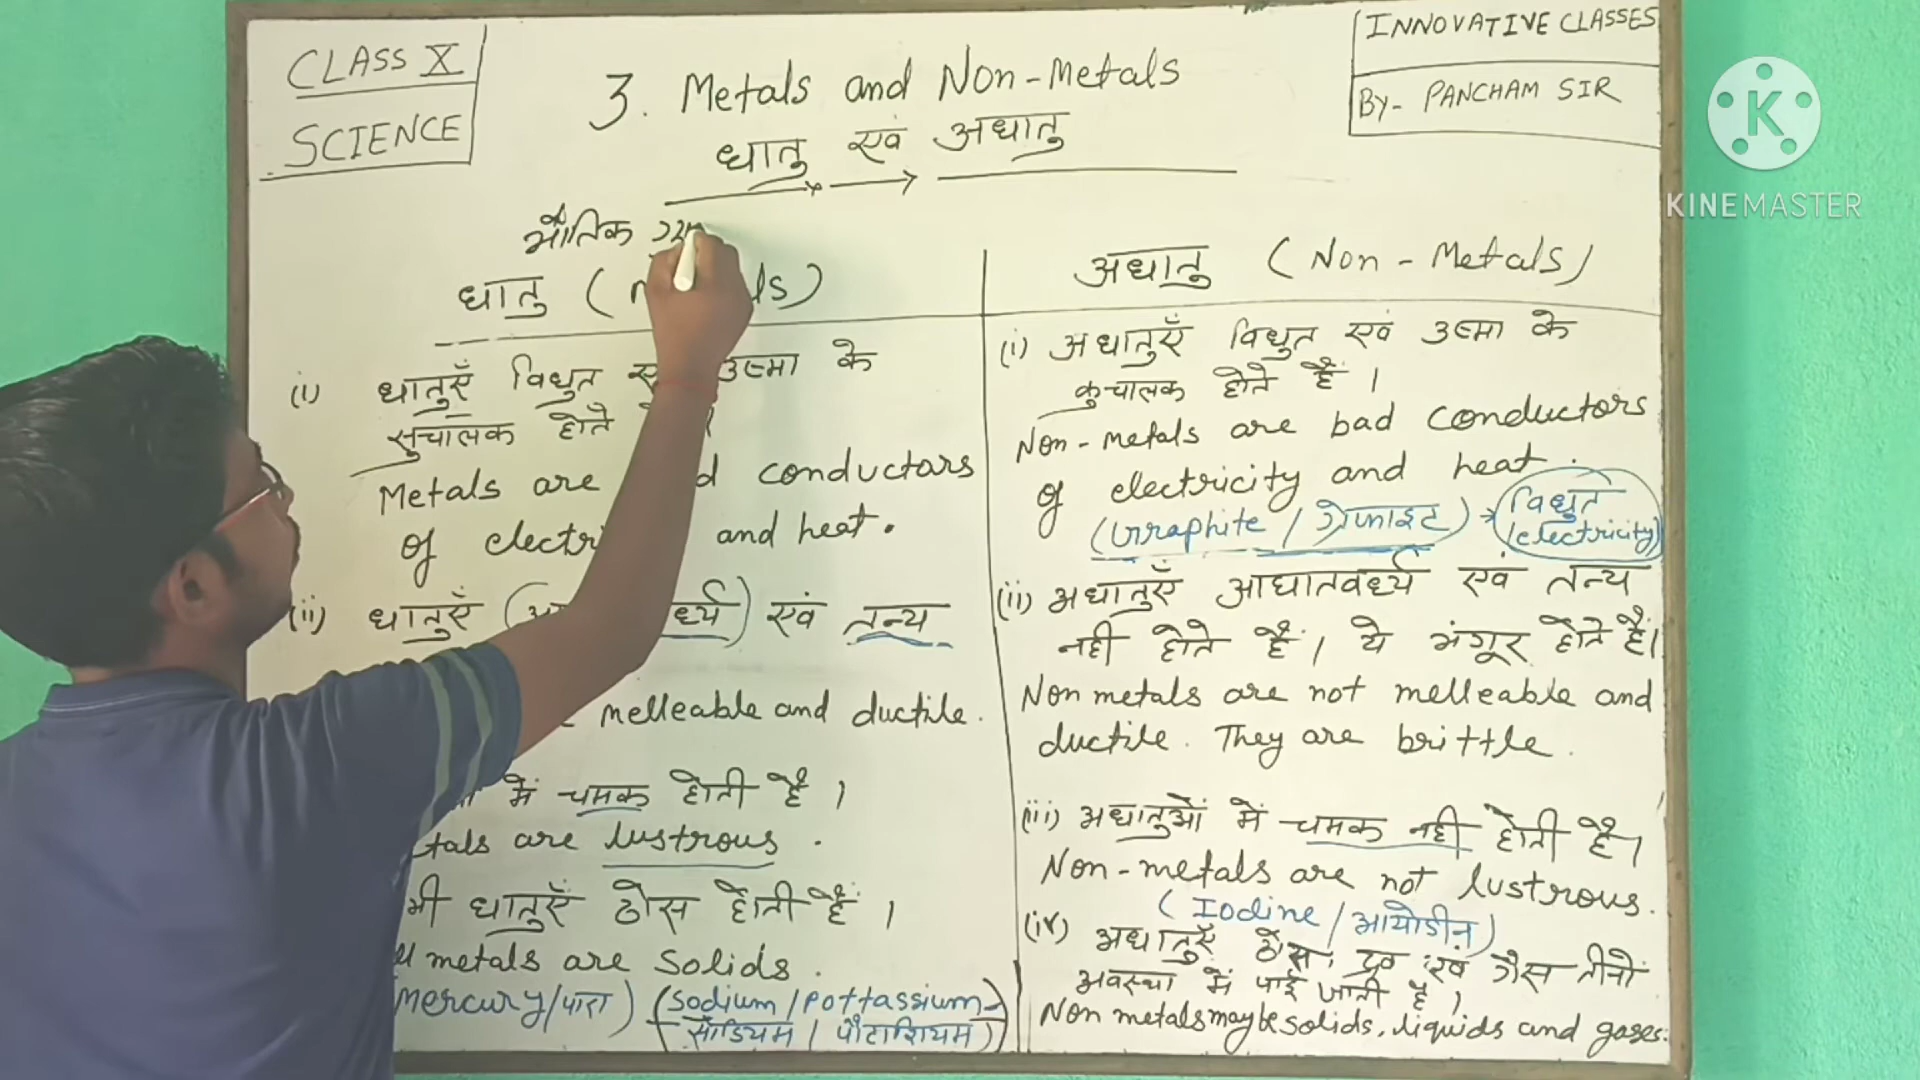 CLASS X
SCIENCE
3. Metals and Non-Metals
धातु एवं अधातु
INNOVATIVE CLASSES
BY- PANCHAM SIR
KINEMASTER
भौतिक
धातु (
ls)
(i) धातुएँ विधुत
उष्मा के
सुचालक होते
Metals are
conductors
of
and heat.
(ii) धातुएँ
एवं तन्य
melleable and ductile.
में चमक होती है।
are lustrous.
धातुएँ ठोस होती हैं।
metals are solids.
Mercury/पारा) (Sodium/Pottassium-
सोडियम / पौटाशियम)
अधातु (Non-Metals)
(i) अधातुएँ विधुत एवं उष्मा के
कुचालक होते हैं।
Non-metals are bad conductors
of electricity and heat.
(Graphite / ग्रेफाइट) → विधुत
/electricity)
(ii) अधातुएँ आघातवर्ध्य एवं तन्य
नही होते हैं। ये भंगूर होते हैं।
Non metals are not melleable and
ductile. They are brittle.
(iii) अधातुओं में चमक नही होती है।
Non-metals are not lustrous.
(Iodine / आयोडीन)
(iv) अधातुएँ ठोस, द्रव एवं गैस तीनों
अवस्था में पाई जाती है।
Non metals may be solids, liquids and gases.